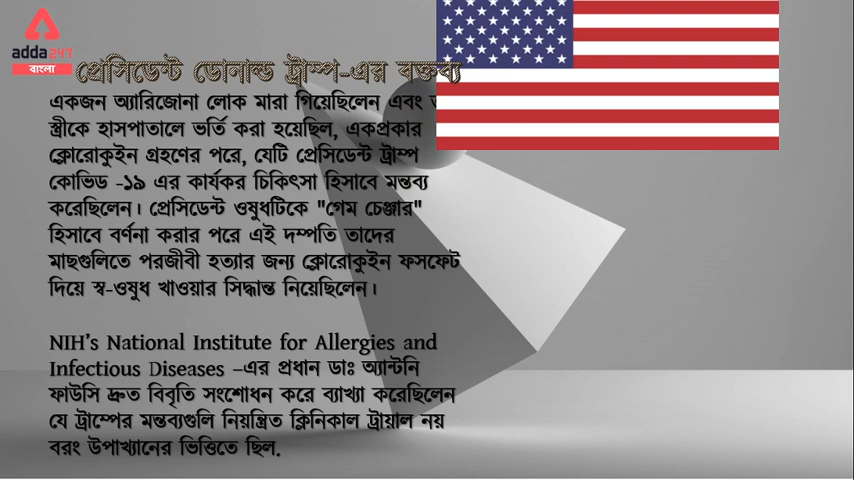 adda247
বাংলা
প্রেসিডেন্ট ডোনাল্ড ট্রাম্প-এর বক্তব্য
একজন অ্যারিজোনা লোক মারা গিয়েছিলেন এবং
স্ত্রীকে হাসপাতালে ভর্তি করা হয়েছিল, একপ্রকার
ক্লোরোকুইন গ্রহণের পরে, যেটি প্রেসিডেন্ট ট্রাম্প
কোভিড -১৯ এর কার্যকর চিকিৎসা হিসাবে মন্তব্য
করেছিলেন। প্রেসিডেন্ট ওষুধটিকে "গেম চেঞ্জার"
হিসাবে বর্ণনা করার পরে এই দম্পতি তাদের
মাছগুলিতে পরজীবী হত্যার জন্য ক্লোরোকুইন ফসফেট
দিয়ে স্ব-ওষুধ খাওয়ার সিদ্ধান্ত নিয়েছিলেন।
NIH’s National Institute for Allergies and
Infectious Diseases –এর প্রধান ডাঃ অ্যান্টনি
ফাউসি দ্রুত বিবৃতি সংশোধন করে ব্যাখ্যা করেছিলেন
যে ট্রাম্পের মন্তব্যগুলি নিয়ন্ত্রিত ক্লিনিকাল ট্রায়াল নয়
বরং উপাখ্যানের ভিত্তিতে ছিল.